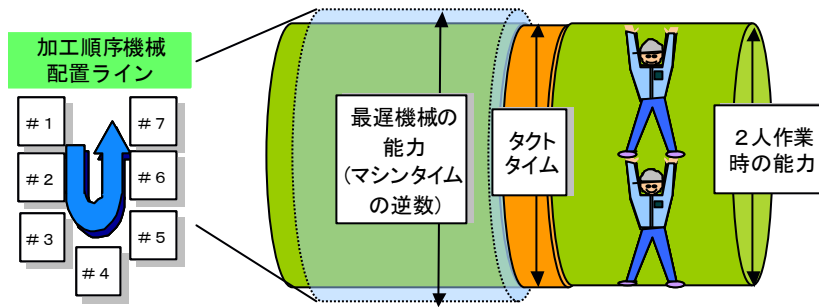 加工順序機械
配置ライン
＃１
＃２
＃３
＃４
＃５
＃６
＃７
最遅機械の
能力
（マシンタイム
の逆数）
タクト
タイム
２人作業
時の能力